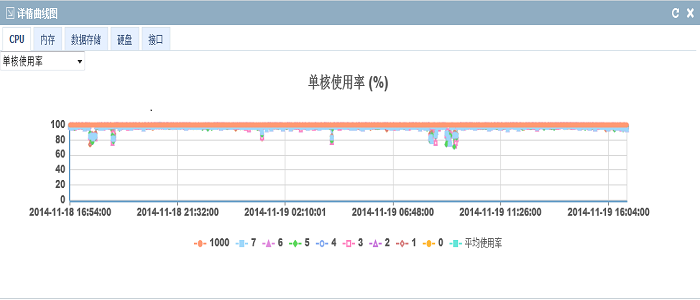 详情曲线图
CPU 内存 数据存储 硬盘 接口
单核使用率
单核使用率 (%)
100
80
60
40
20
0
2014-11-18 16:54:00 2014-11-18 21:32:00 2014-11-19 02:10:01 2014-11-19 06:48:00 2014-11-19 11:26:00 2014-11-19 16:04:00
1000 7 6 5 4 3 2 1 0 平均使用率